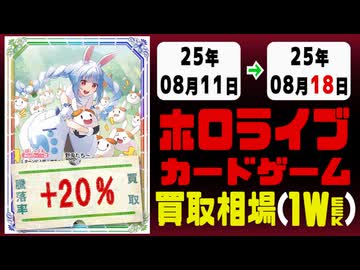 25年
08月11日
25年
08月18日
ホロライブ
カードゲーム
買取相場(1WEEK)
騰落率
買取
+20%